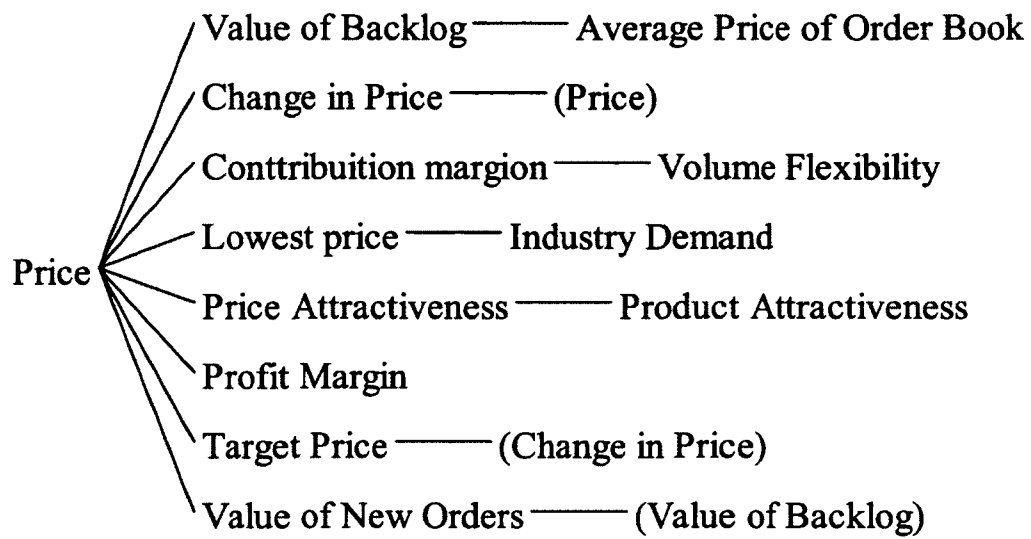 Value of Backlog Average Price of Order Book
Change in Price (Price)
Conttribuition margion Volume Flexibility
Lowest price Industry Demand
Price
Price Attractiveness Product Attractiveness
Profit Margin
Target Price (Change in Price)
Value of New Orders (Value of Backlog)